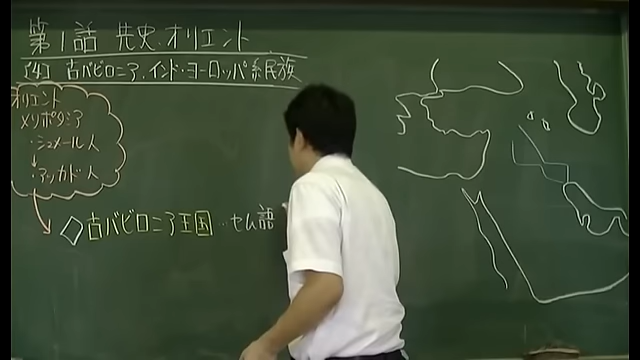 第1話 先史・オリエント
[4] 古バビロニア、インド・ヨーロッパ系民族
オリエント
メソポタミア
・シュメール人
↓
・アッカド人
◇古バビロニア王国・セム語